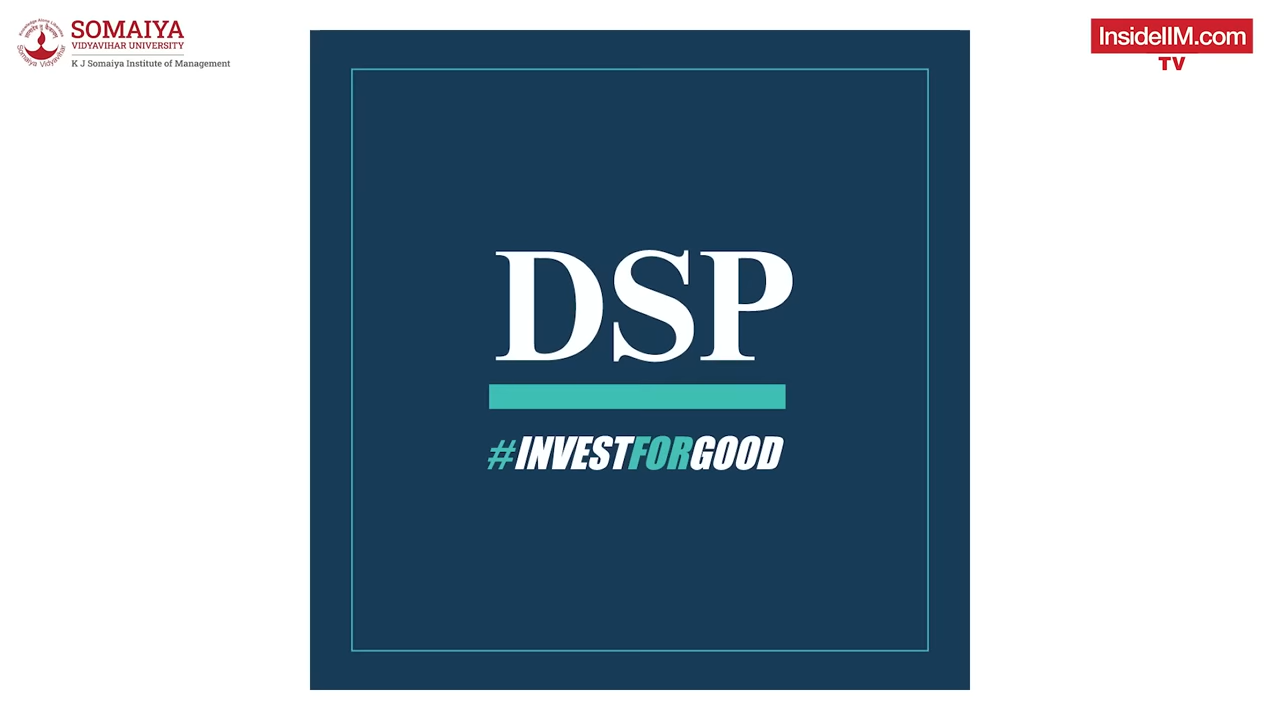 SOMAIYA
VIDYAVIHAR UNIVERSITY
K J Somaiya Institute of Management
InsideIIM.com
TV
DSP
#INVESTFORGOOD